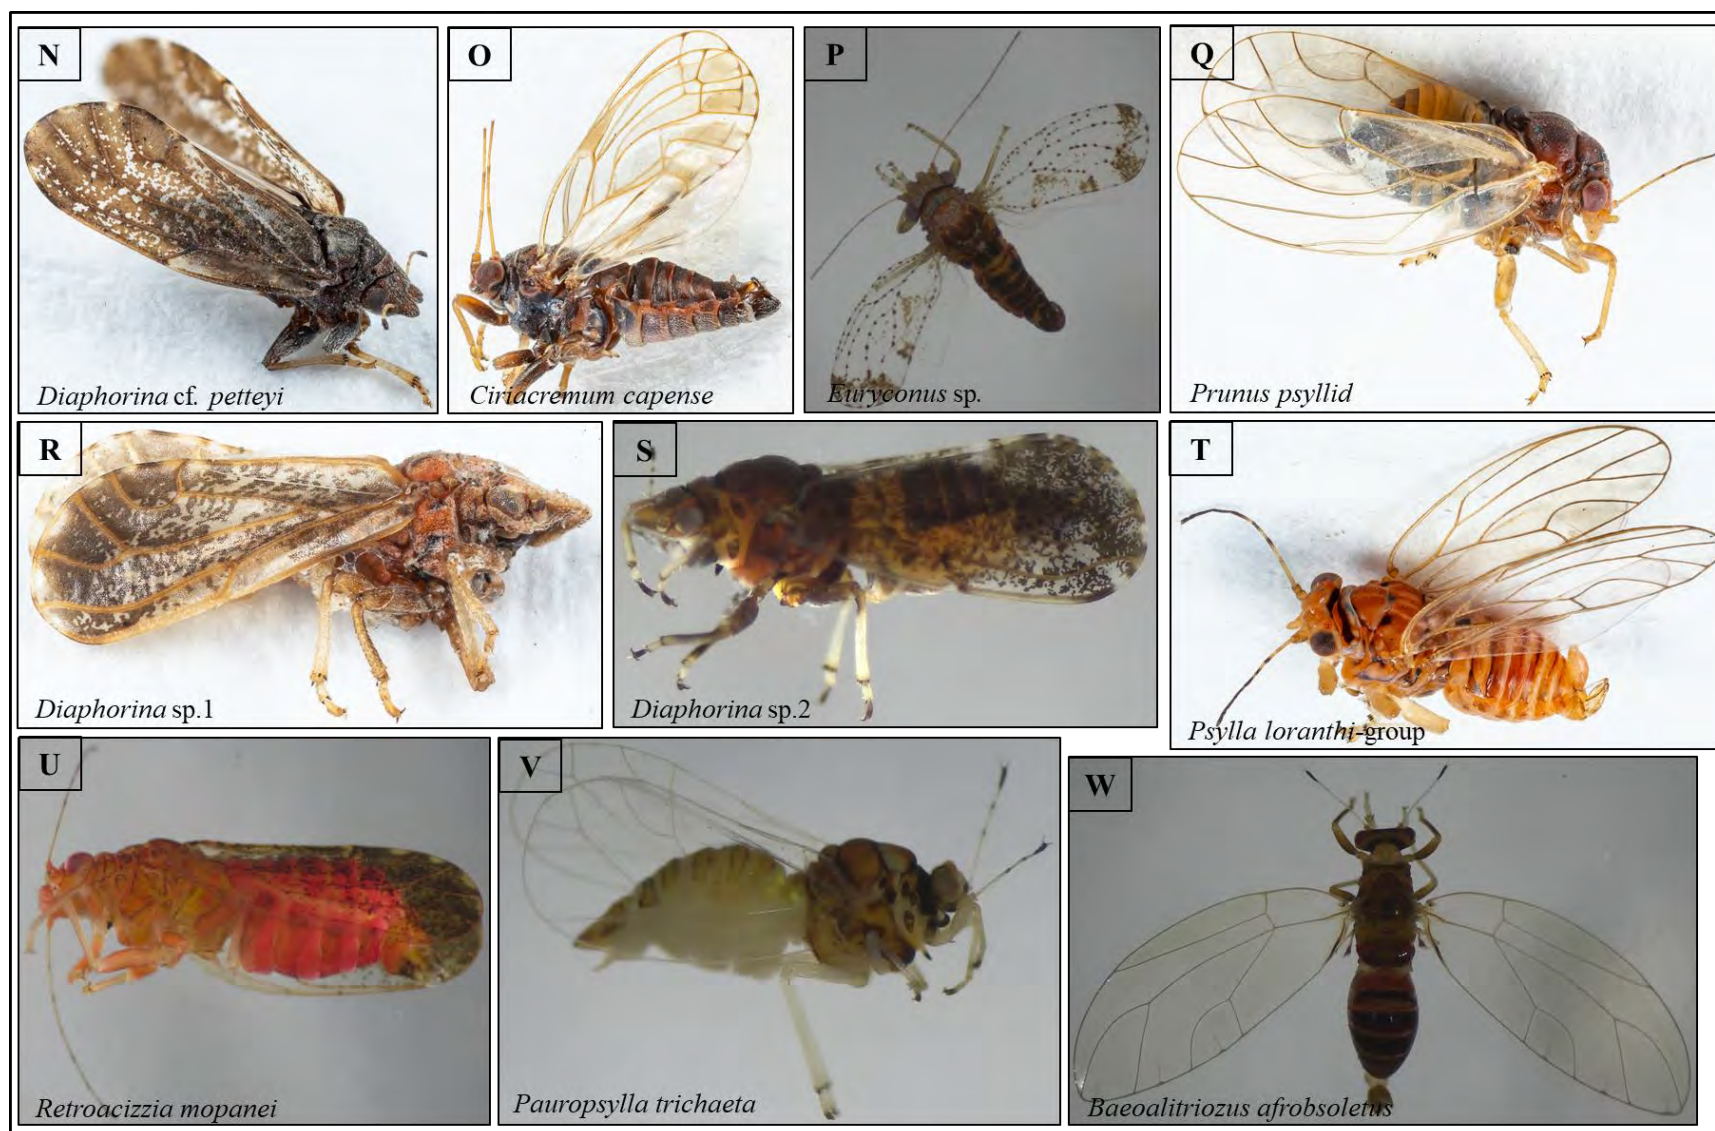 N
Diaphorina cf. petteyi
O
Ciriacremum capense
P
Euryconus sp.
Q
Prunus psyllid
R
Diaphorina sp.1
S
Diaphorina sp.2
T
Psylla loranthi-group
U
Retroacizzia mopanei
V
Pauropsylla trichaeta
W
Baeoalitriozus afrobsoletus